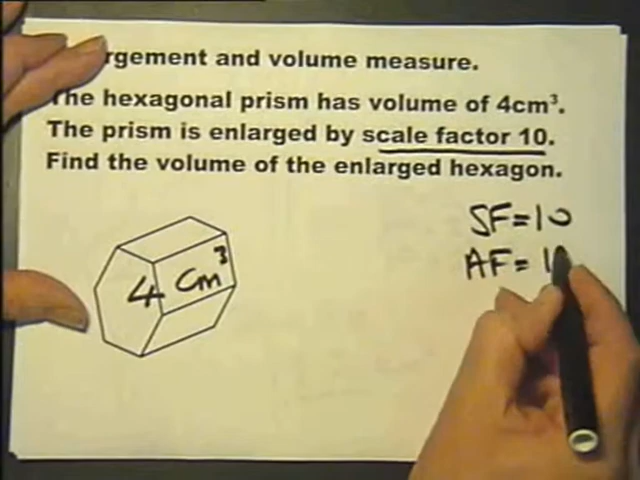 rgement and volume measure.
The hexagonal prism has volume of 4cm³.
The prism is enlarged by scale factor 10.
Find the volume of the enlarged hexagon.
SF=10
AF= 1
4 cm³